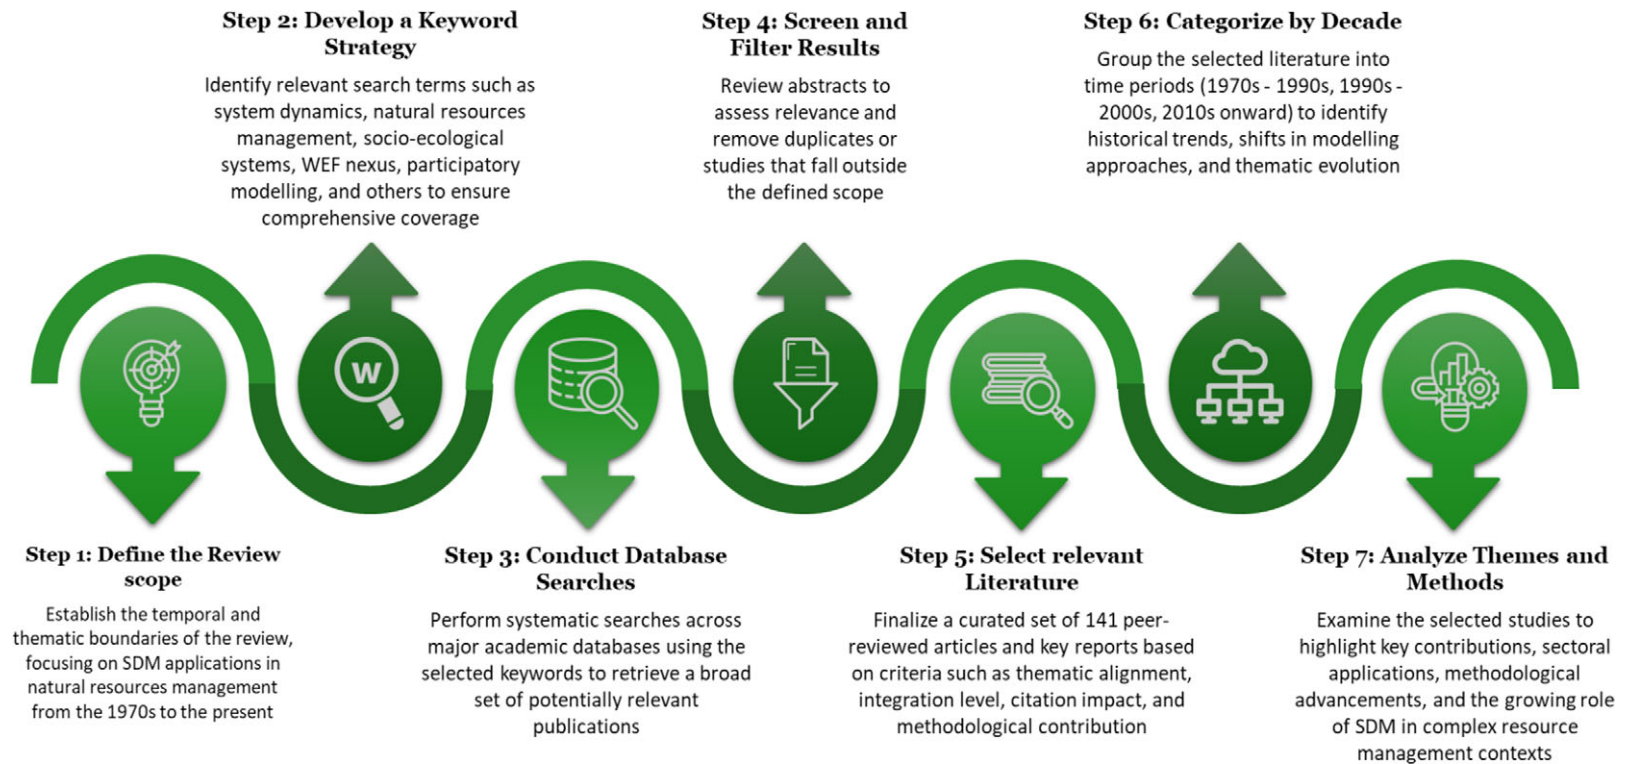 Step 1: Define the Review
scope
Establish the temporal and
thematic boundaries of the review,
focusing on SDM applications in
natural resources management
from the 1970s to the present
Step 2: Develop a Keyword
Strategy
Identify relevant search terms such as
system dynamics, natural resources
management, socio-ecological
systems, WEF nexus, participatory
modelling, and others to ensure
comprehensive coverage
W
Step 3: Conduct Database
Searches
Perform systematic searches across
major academic databases using the
selected keywords to retrieve a broad
set of potentially relevant
publications
Step 4: Screen and
Filter Results
Review abstracts to
assess relevance and
remove duplicates or
studies that fall outside
the defined scope
Step 5: Select relevant
Literature
Finalize a curated set of 141 peer-
reviewed articles and key reports based
on criteria such as thematic alignment,
integration level, citation impact, and
methodological contribution
Step 6: Categorize by Decade
Group the selected literature into
time periods (1970s - 1990s, 1990s -
2000s, 2010s onward) to identify
historical trends, shifts in modelling
approaches, and thematic evolution
Step 7: Analyze Themes and
Methods
Examine the selected studies to
highlight key contributions, sectoral
applications, methodological
advancements, and the growing role
of SDM in complex resource
management contexts